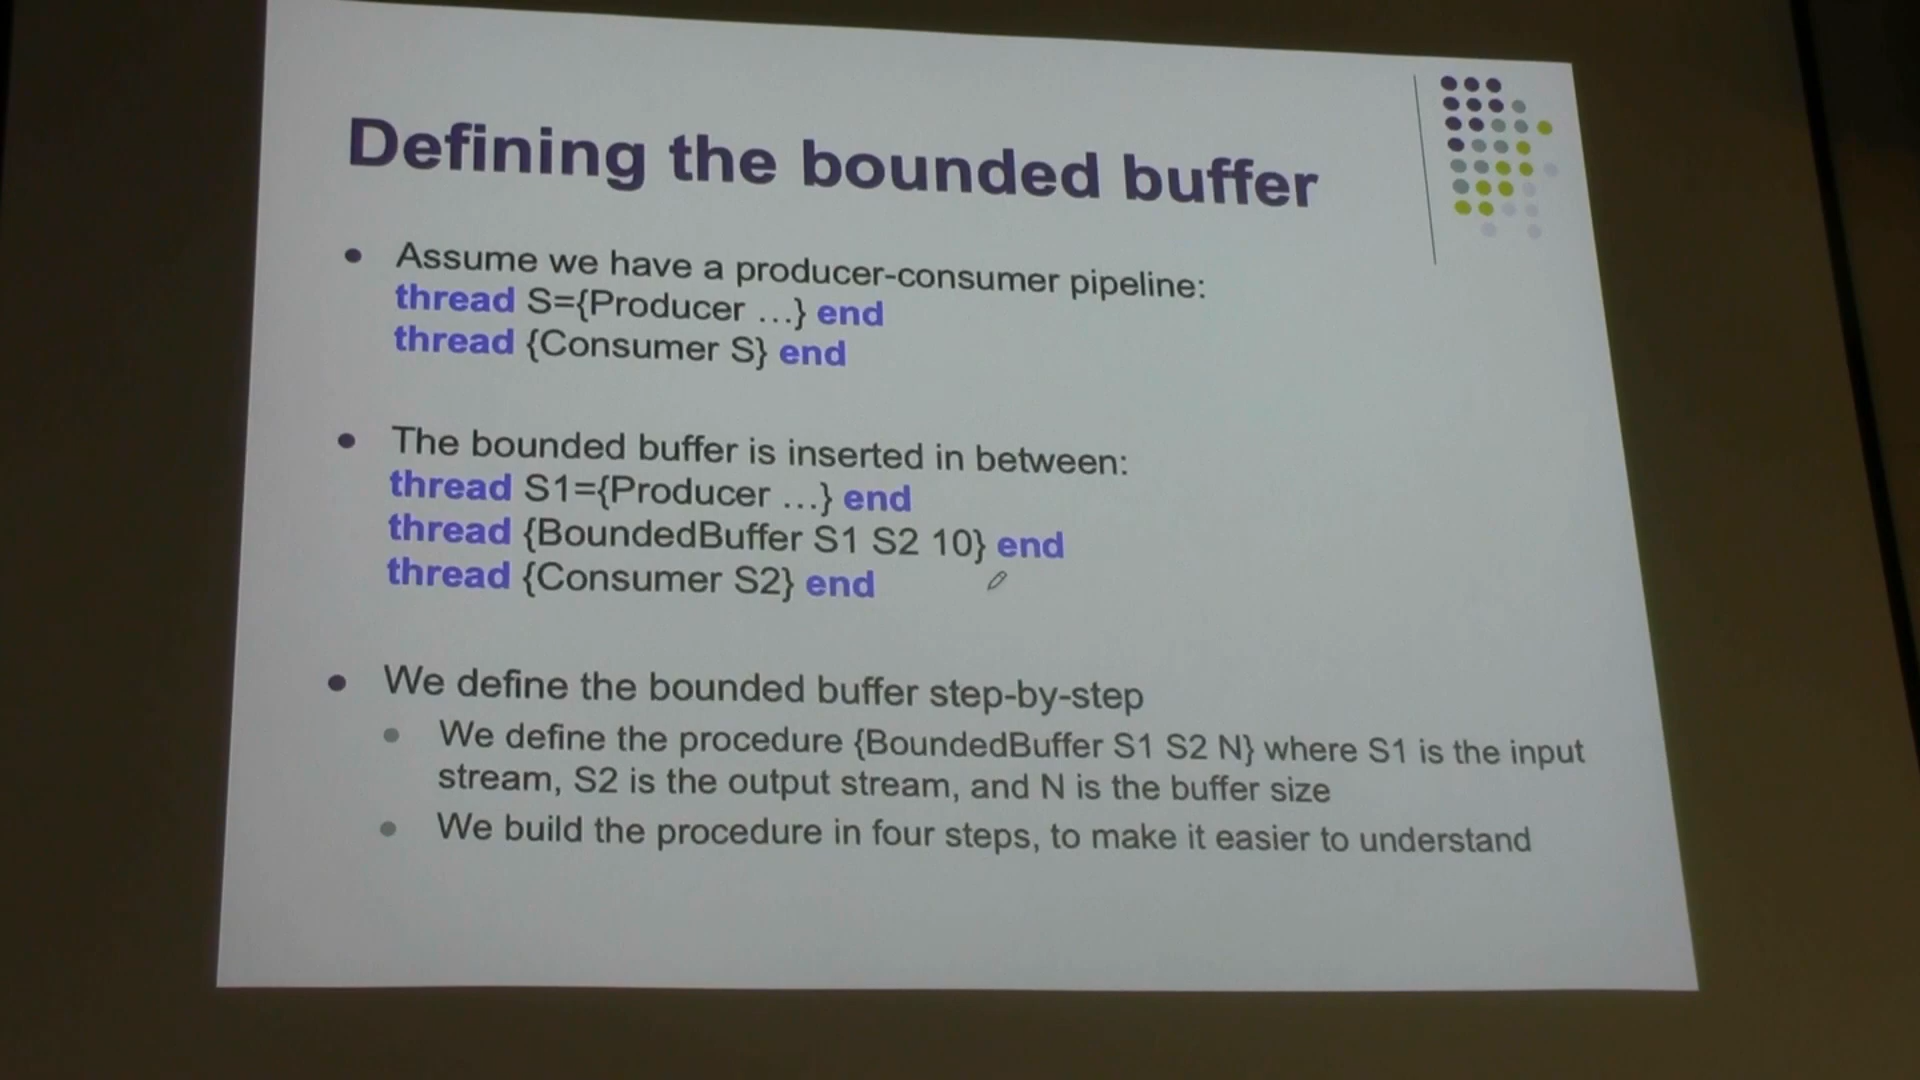 Defining the bounded buffer
Assume we have a producer-consumer pipeline:
thread S={Producer ...} end
thread {Consumer S} end
The bounded buffer is inserted in between:
thread S1={Producer ...} end
thread {BoundedBuffer S1 S2 10} end
thread {Consumer S2} end
We define the bounded buffer step-by-step
We define the procedure {BoundedBuffer S1 S2 N} where S1 is the input
stream, S2 is the output stream, and N is the buffer size
We build the procedure in four steps, to make it easier to understand